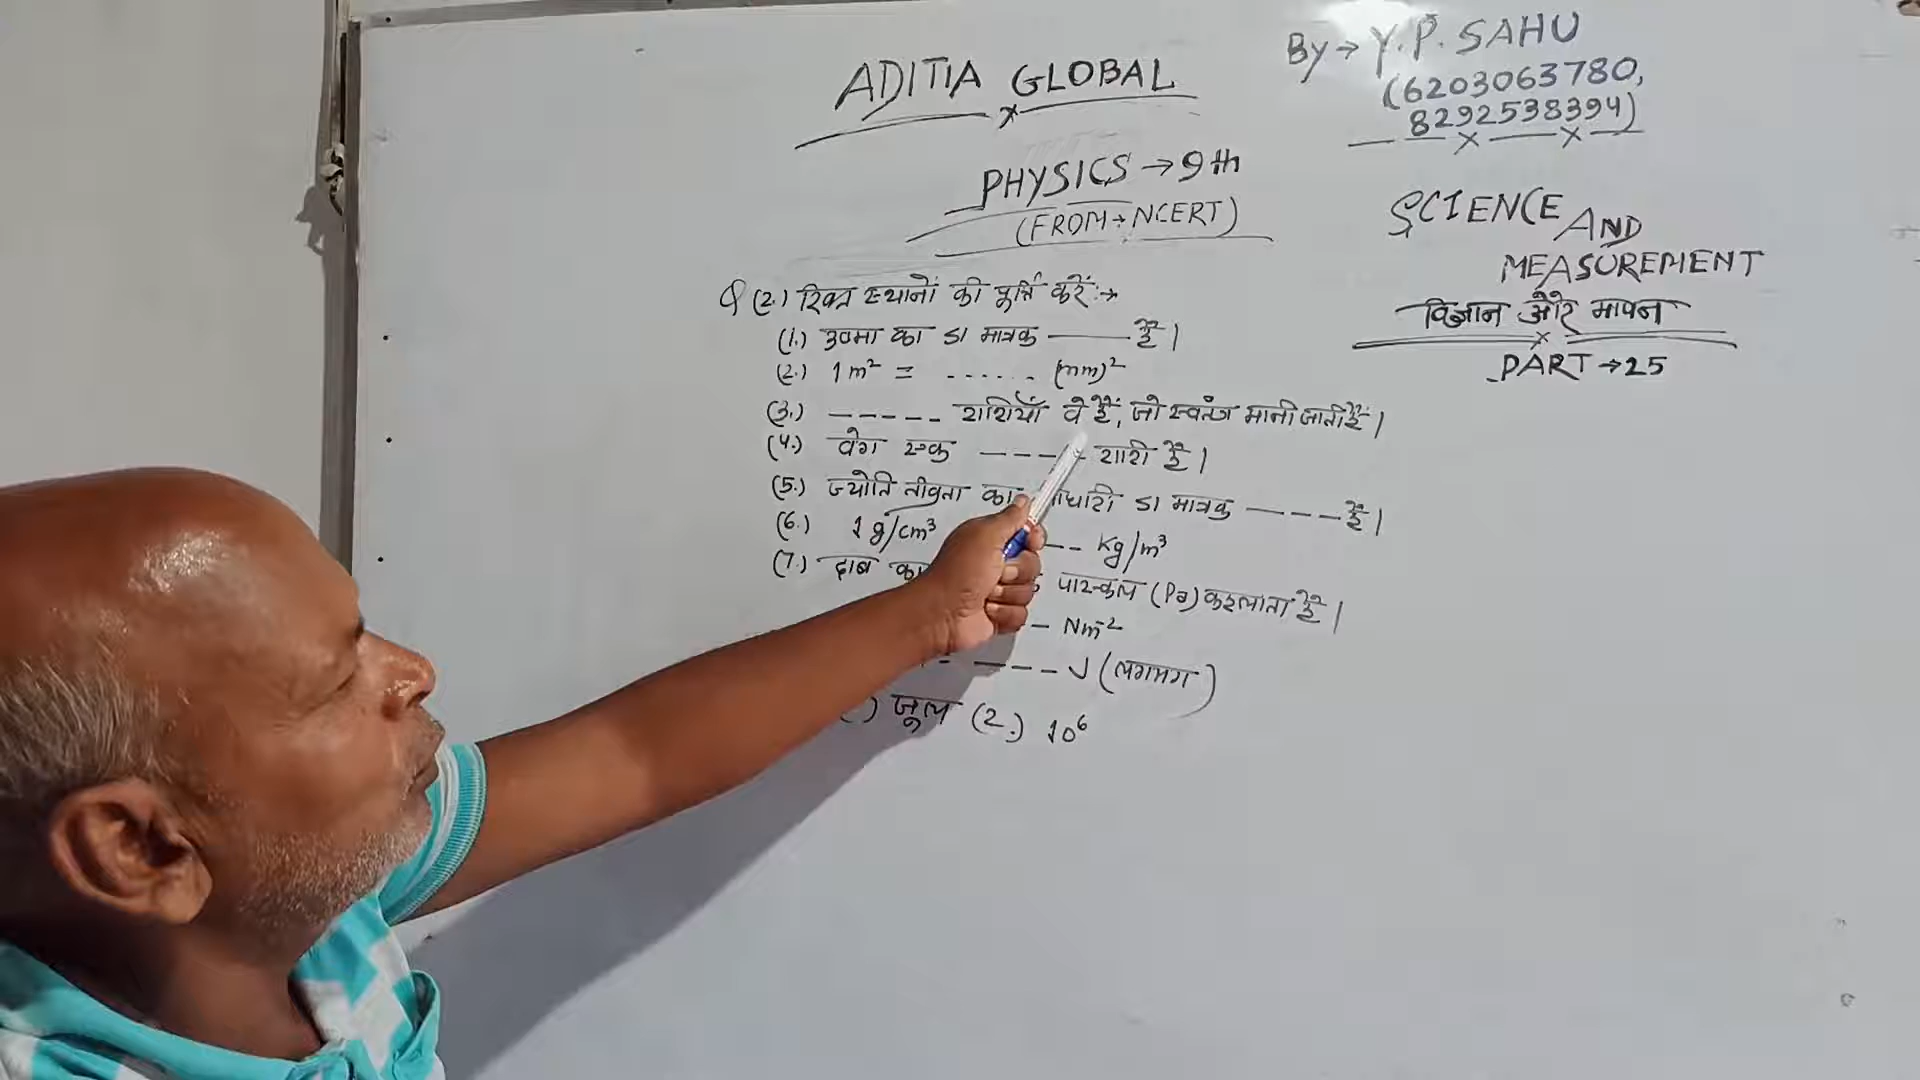 ADITIA GLOBAL
By → Y. P. SAHU
(6203063780,
8292538394)
PHYSICS → 9th
(FROM → NCERT)
SCIENCE AND
MEASUREMENT
विज्ञान और मापन
PART → 25
Q (2.) रिक्त स्थानों की पूर्त्ति करें :→
(1.) उष्मा का SI मात्रक —— है।
(2.) 1 m² = ...... (mm)²
(3.) ----- राशियाँ वे हैं, जो स्वतंत्र मानी जाती हैं।
(4.) वेग एक ---- राशि है।
(5.) ज्योति तीव्रता का SI मात्रक ---- है।
(6.) 1 g/cm³ -- Kg/m³
(7.) दाब का पास्कल (Pa) कहलाता है।
— Nm⁻²
---- J (लगभग)
) जूल (2.) 10⁶